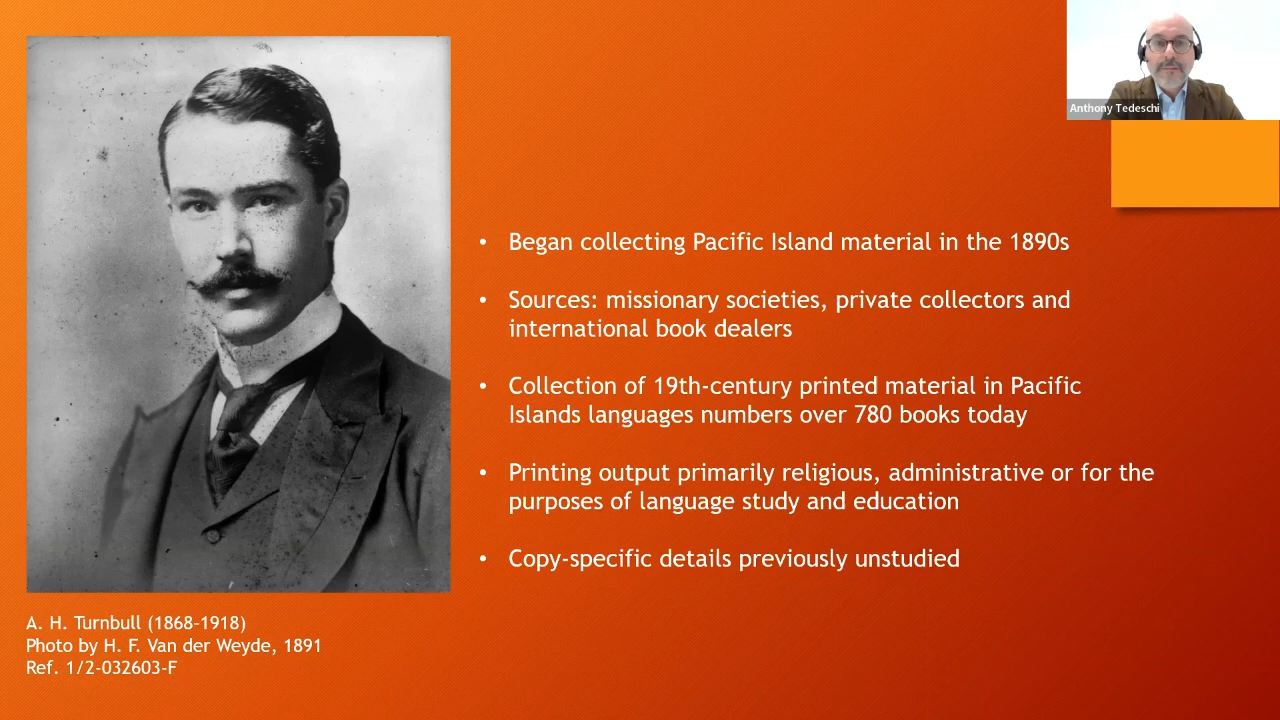 Anthony Tedeschi
• Began collecting Pacific Island material in the 1890s
• Sources: missionary societies, private collectors and
international book dealers
• Collection of 19th-century printed material in Pacific
Islands languages numbers over 780 books today
• Printing output primarily religious, administrative or for the
purposes of language study and education
• Copy-specific details previously unstudied
A. H. Turnbull (1868–1918)
Photo by H. F. Van der Weyde, 1891
Ref. 1/2-032603-F